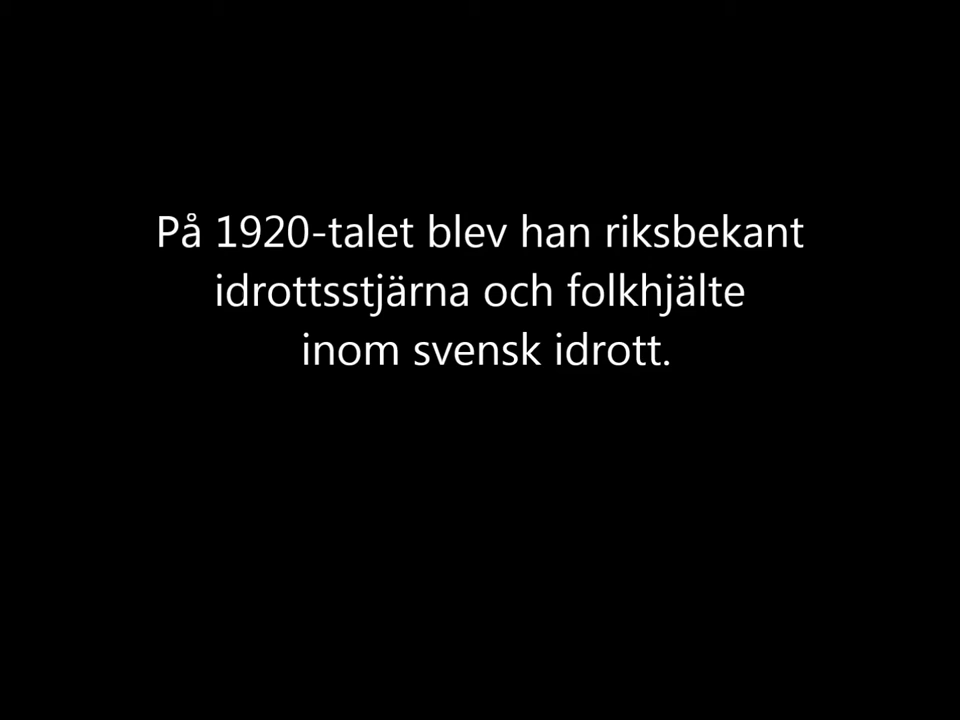 På 1920-talet blev han riksbekant
idrottsstjärna och folkhjälte
inom svensk idrott.